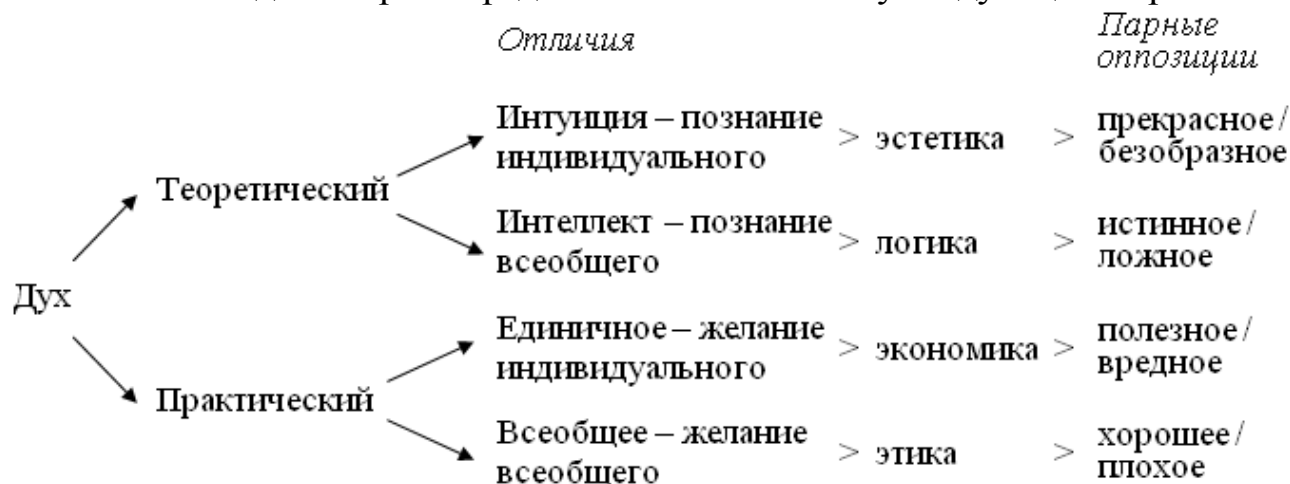 Отличия
Парные
оппозиции
Интуиция – познание
индивидуального
> эстетика
> прекрасное/
безобразное
Теоретический
Интеллект – познание
всеобщего
> логика
> истинное/
ложное
Дух
Единичное – желание
индивидуального
> экономика
> полезное/
вредное
Практический
Всеобщее – желание
всеобщего
> этика
> хорошее/
плохое